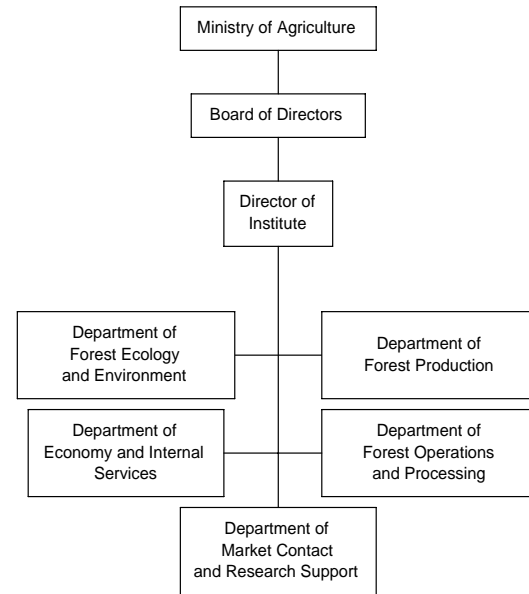 Ministry of Agriculture
Board of Directors
Director of
Institute
Department of
Forest Ecology
and Environment
Department of
Forest Production
Department of
Economy and Internal
Services
Department of
Forest Operations
and Processing
Department of
Market Contact
and Research Support